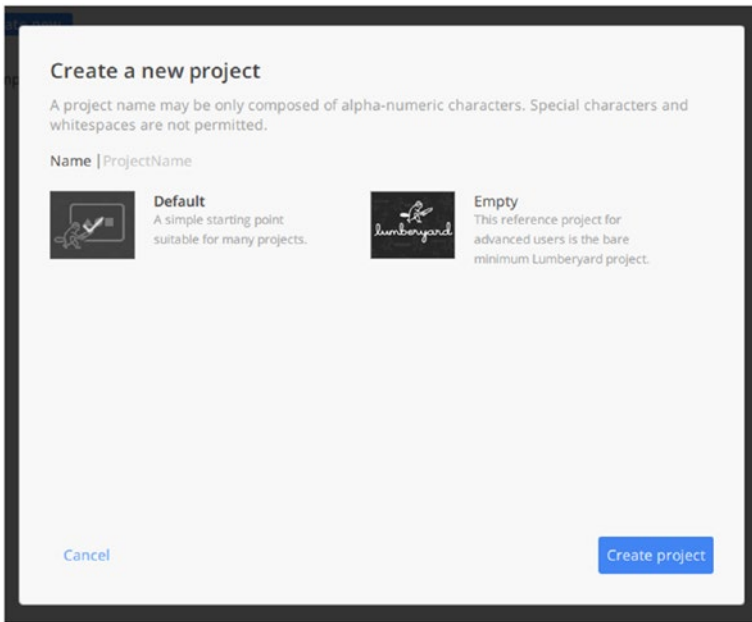 Create a new project
A project name may be only composed of alpha-numeric characters. Special characters and
whitespaces are not permitted.
Name ProjectName
Default
A simple starting point
suitable for many projects.
lumberyard
Empty
This reference project for
advanced users is the bare
minimum Lumberyard project.
Cancel
Create project